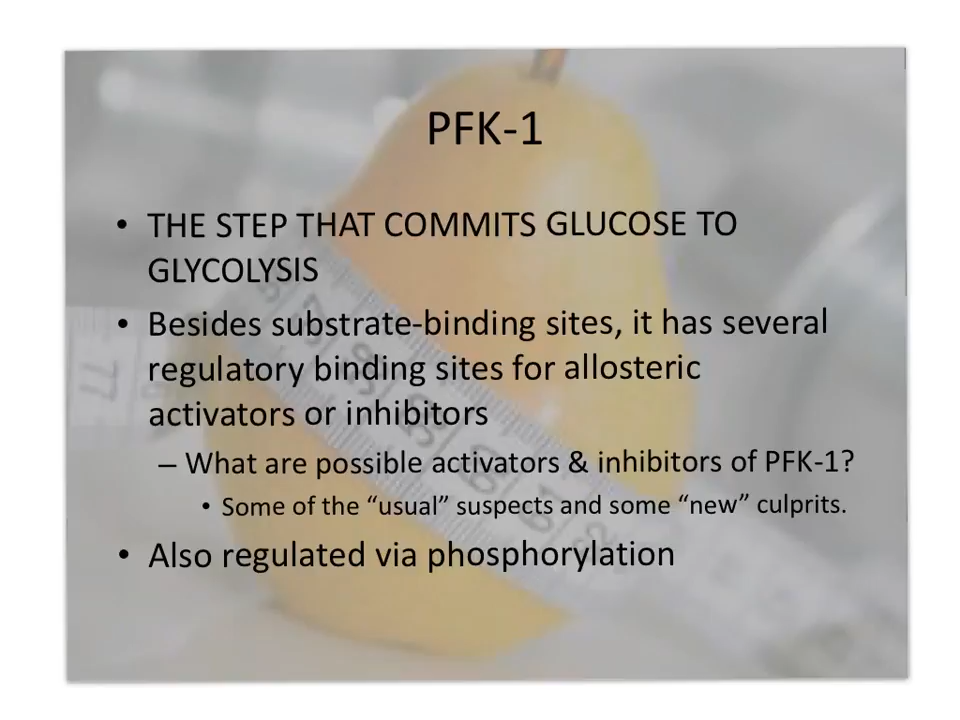 PFK-1
• THE STEP THAT COMMITS GLUCOSE TO
GLYCOLYSIS
• Besides substrate-binding sites, it has several
regulatory binding sites for allosteric
activators or inhibitors
– What are possible activators & inhibitors of PFK-1?
• Some of the “usual” suspects and some “new” culprits.
• Also regulated via phosphorylation
77